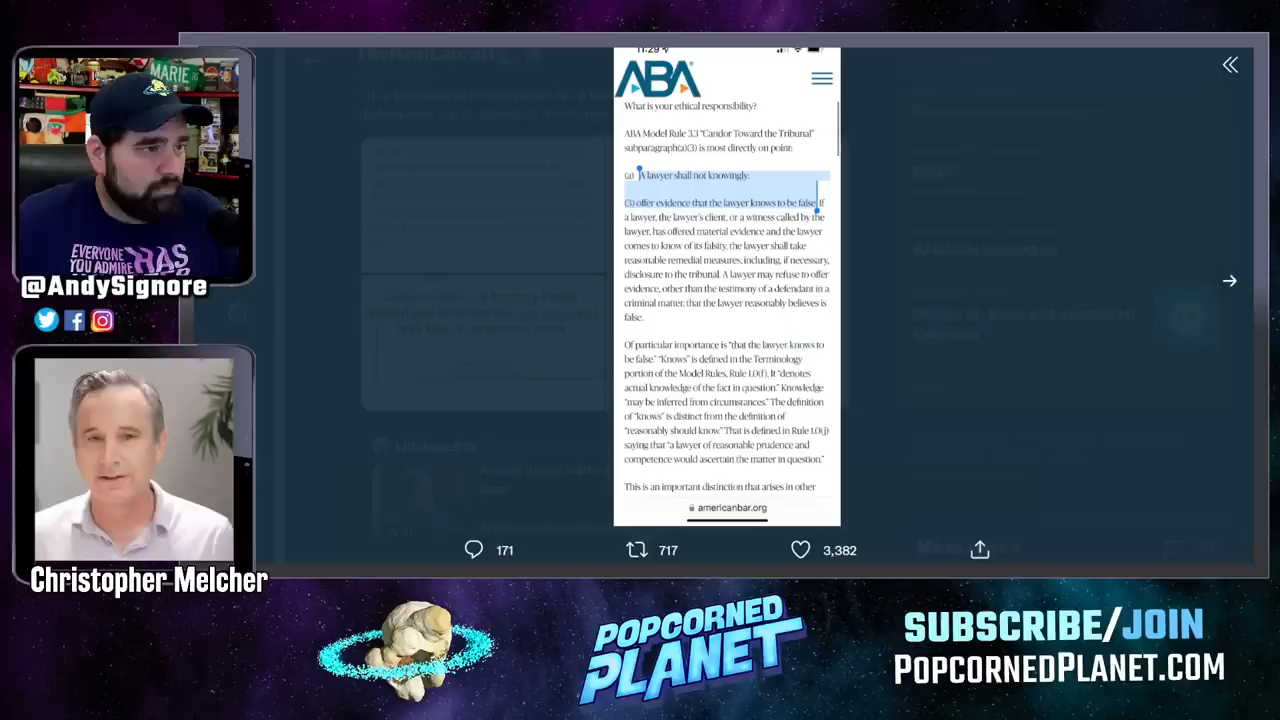 MARIE
EVERYONE HAS
YOU ADMIRE
@AndySignore
Christopher Melcher
11:29
ABA
What is your ethical responsibility?
ABA Model Rule 3.3 "Candor Toward the Tribunal"
subparagraph(a)(3) is most directly on point:
(a) A lawyer shall not knowingly:
(3) offer evidence that the lawyer knows to be false. If
a lawyer, the lawyer's client, or a witness called by the
lawyer, has offered material evidence and the lawyer
comes to know of its falsity, the lawyer shall take
reasonable remedial measures, including, if necessary,
disclosure to the tribunal. A lawyer may refuse to offer
evidence, other than the testimony of a defendant in a
criminal matter, that the lawyer reasonably believes is
false.
Of particular importance is "that the lawyer knows to
be false." "Knows" is defined in the Terminology
portion of the Model Rules, Rule 1.0(f). It "denotes
actual knowledge of the fact in question." Knowledge
"may be inferred from circumstances." The definition
of "knows" is distinct from the definition of
"reasonably should know." That is defined in Rule 1.0(j)
saying that "a lawyer of reasonable prudence and
competence would ascertain the matter in question."
This is an important distinction that arises in other
americanbar.org
171
717
3,382
POPCORNED
PLANET
SUBSCRIBE/JOIN
POPCORNEDPLANET.COM